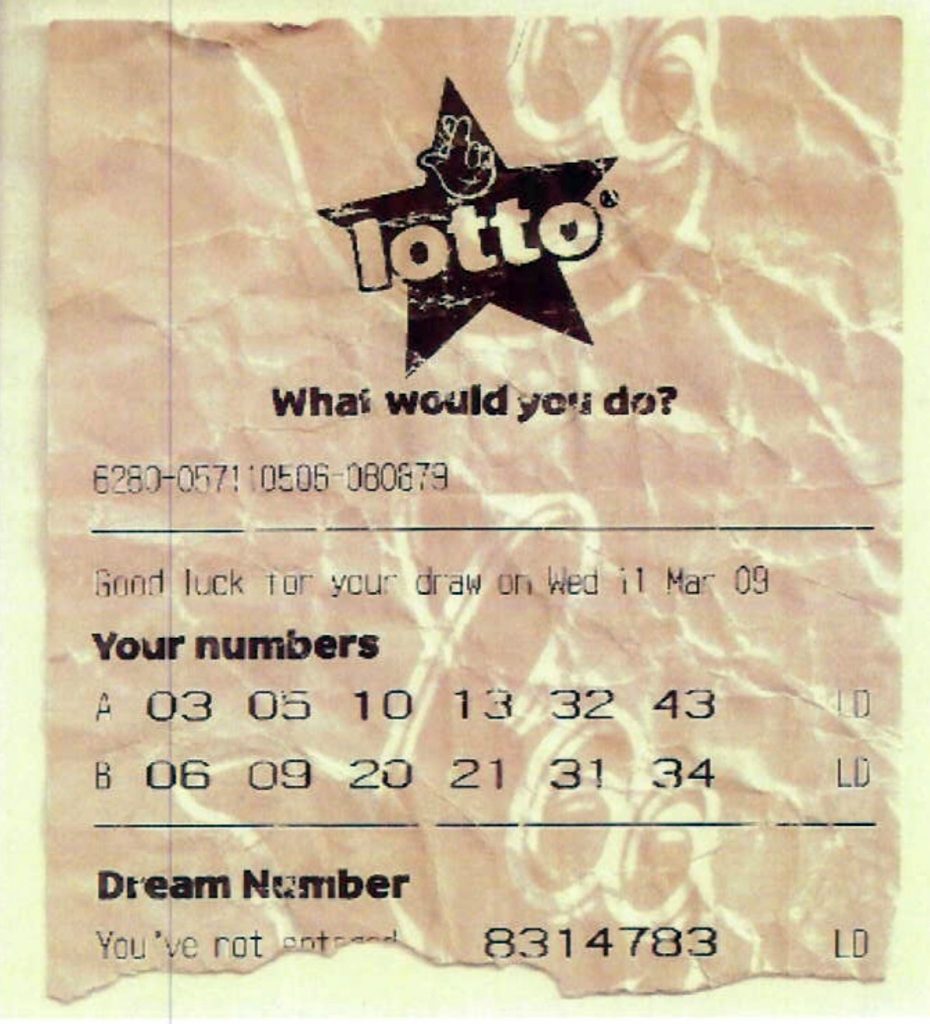 lotto®
What would you do?
6280-057110506-080879
Good luck for your draw on Wed 11 Mar 09
Your numbers
A 03 05 10 13 32 43 LD
B 06 09 20 21 31 34 LD
Dream Number
You've not entered 8314783 LD